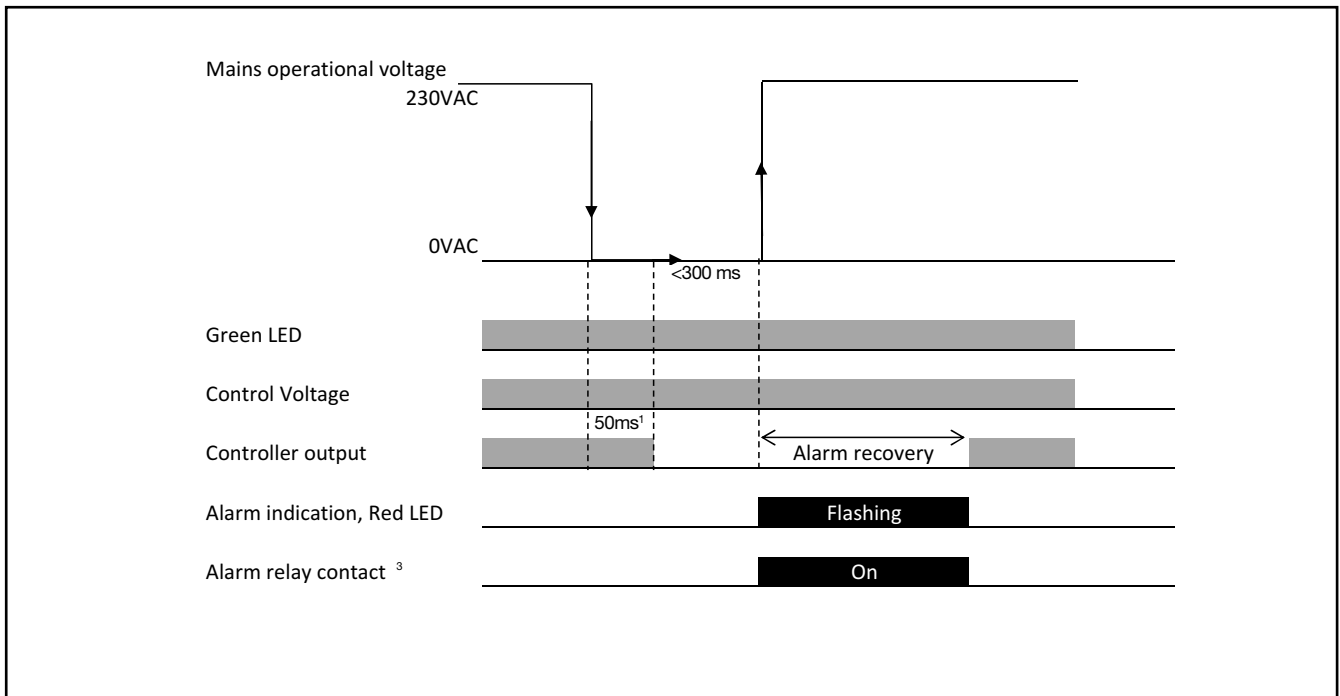 Mains operational voltage
230VAC
0VAC
<300 ms
Green LED
Control Voltage
50ms¹
Controller output
Alarm recovery
Alarm indication, Red LED
Flashing
Alarm relay contact ³
On